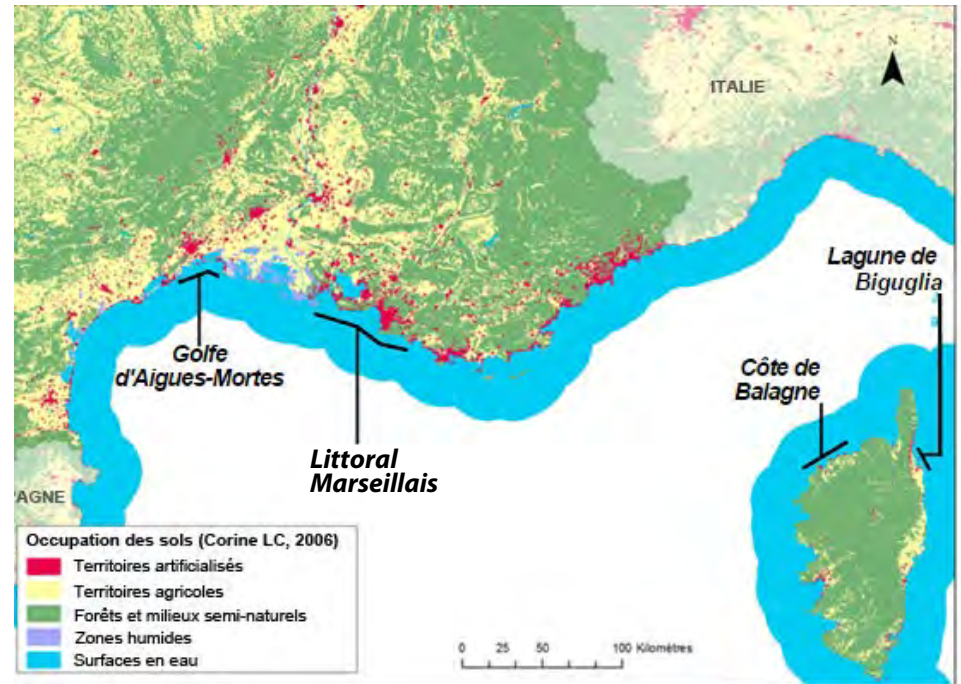 N
ITALIE
Lagune de
Biguglia
Golfe
d'Aigues-Mortes
Côte de
Balagne
Littoral
Marseillais
AGNE
Occupation des sols (Corine LC, 2006)
Territoires artificialisés
Territoires agricoles
Forêts et milieux semi-naturels
Zones humides
Surfaces en eau
0 25 50 100 Kilomètres